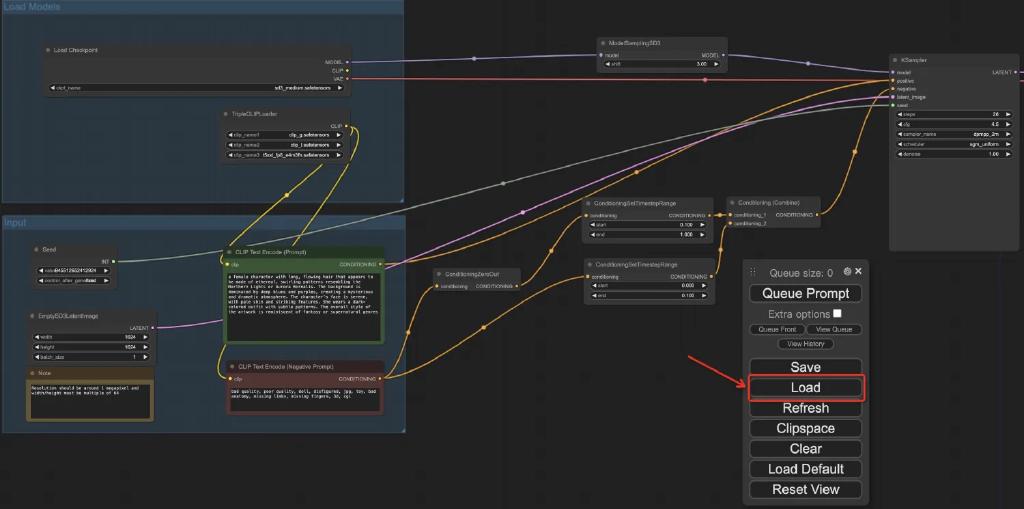 Load Models
Load Checkpoint
MODEL
CLIP
VAE
ckpt_name sd3_medium.safetensors
TripleCLIPLoader
CLIP
clip_name1 clip_g.safetensors
clip_name2 clip_l.safetensors
clip_name3 t5xxl_fp8_e4m3fn.safetensors
ModelSamplingSD3
model MODEL
shift 3.00
KSampler
model LATENT
positive
negative
latent_image
seed
steps 28
cfg 4.5
sampler_name dpmpp_2m
scheduler sgm_uniform
denoise 1.00
Input
Seed
INT
control_after_generate
EmptySD3LatentImage
LATENT
width 1024
height 1024
batch_size 1
Note
Resolution should be around 1 megapixel and
width/height must be multiple of 64
CLIP Text Encode (Prompt)
clip CONDITIONING
a female character with long, flowing hair that appears to
be made of ethereal, swirling patterns resembling the
Northern Lights or Aurora Borealis. The background is
dominated by deep blues and purples, creating a mysterious
and dramatic atmosphere. The character's face is serene,
with pale skin and striking features. She wears a dark-
colored outfit with subtle patterns. The overall style of
the artwork is reminiscent of fantasy or supernatural genres
CLIP Text Encode (Negative Prompt)
clip CONDITIONING
bad quality, poor quality, doll, disfigured, jpg, toy, bad
anatomy, missing limbs, missing fingers, 3d, cgi
ConditioningZeroOut
conditioning CONDITIONING
ConditioningSetTimestepRange
conditioning CONDITIONING
start 0.100
end 1.000
ConditioningSetTimestepRange
conditioning CONDITIONING
start 0.000
end 0.100
Conditioning (Combine)
conditioning_1 CONDITIONING
conditioning_2
Queue size: 0
Queue Prompt
Extra options
Queue Front View Queue
View History
Save
Load
Refresh
Clipspace
Clear
Load Default
Reset View